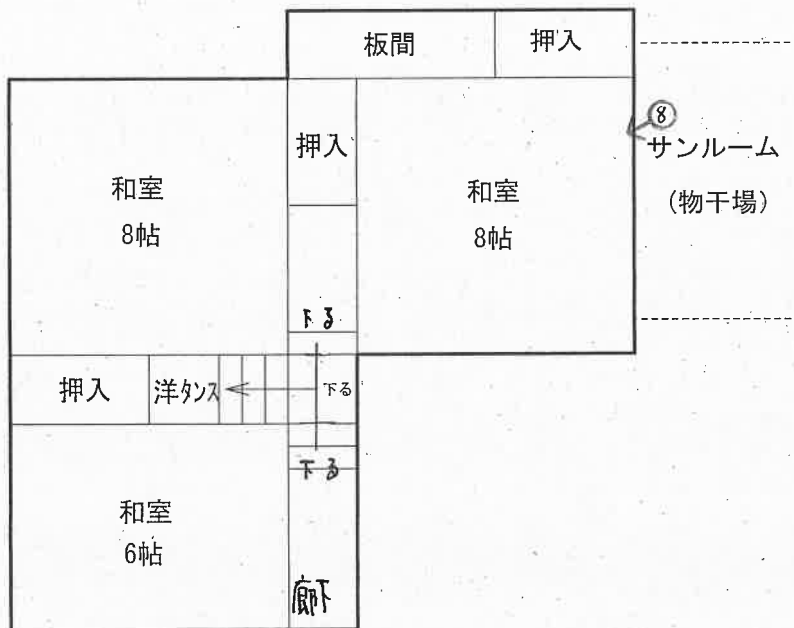 板間
押入
⑧
サンルーム
(物干場)
押入
和室
8帖
和室
8帖
下る
押入
洋タンス
下る
下る
和室
6帖
廊下